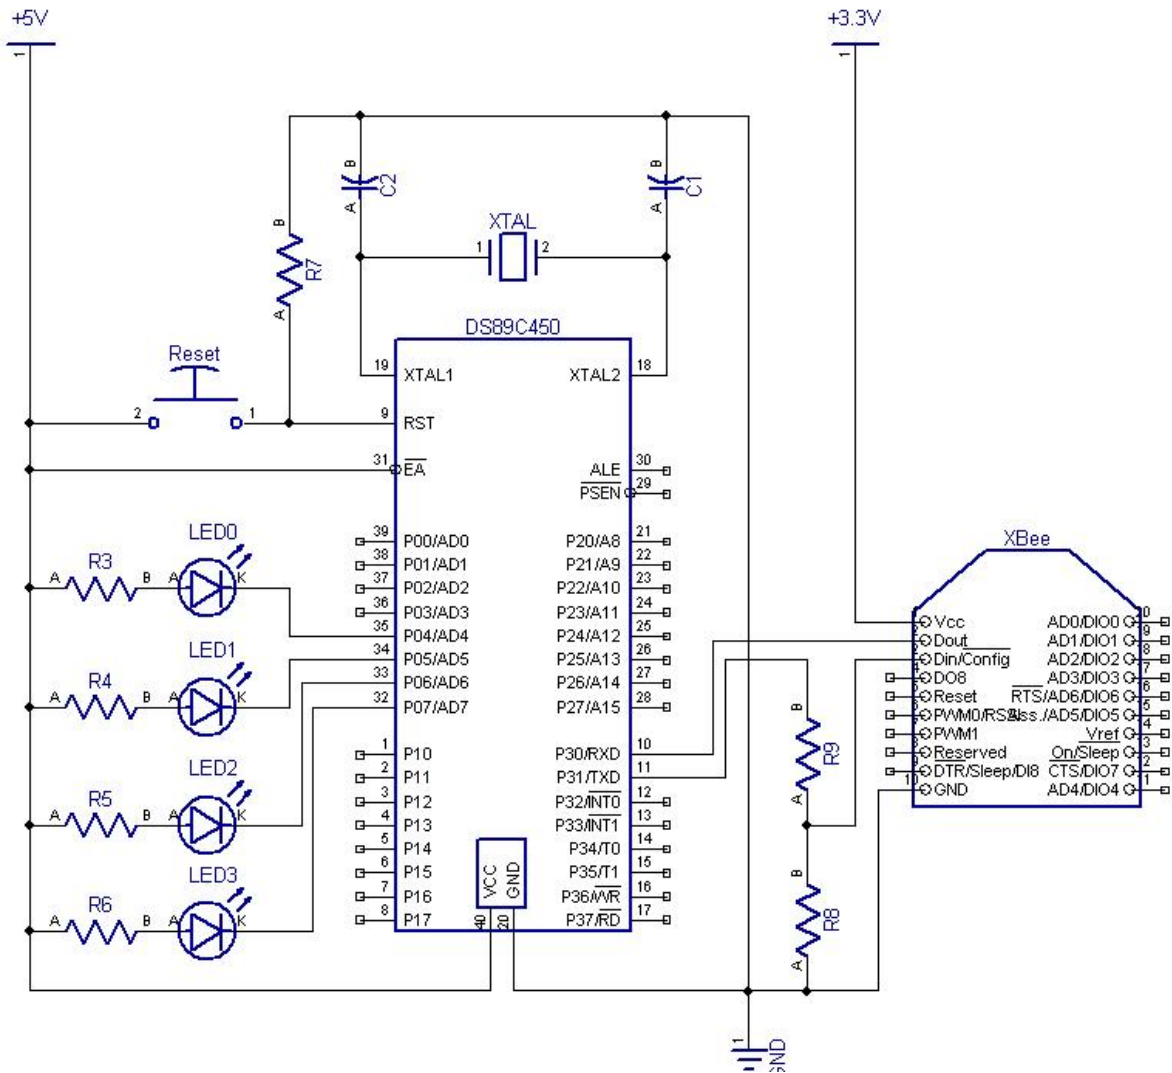 +5V
1
+3.3V
1
B
C2
A
B
C1
A
XTAL
1
2
B
R7
A
DS89C450
Reset
2
1
19
XTAL1
XTAL2
18
9
RST
31
EA
ALE
30
PSEN
29
39
P00/AD0
P20/A8
21
38
P01/AD1
P21/A9
22
37
P02/AD2
P22/A10
23
36
P03/AD3
P23/A11
24
35
P04/AD4
P24/A12
25
34
P05/AD5
P25/A13
26
33
P06/AD6
P26/A14
27
32
P07/AD7
P27/A15
28
1
P10
P30/RXD
10
2
P11
P31/TXD
11
3
P12
P32/INT0
12
4
P13
P33/INT1
13
5
P14
P34/T0
14
6
P15
P35/T1
15
7
P16
P36/WR
16
8
P17
P37/RD
17
VCC
GND
40
20
LED0
R3
A
B
A
K
LED1
R4
A
B
A
K
LED2
R5
A
B
A
K
LED3
R6
A
B
A
K
B
R9
A
B
R8
A
1
GND
XBee
Vcc
AD0/DIO0
Dout
AD1/DIO1
Din/Config
AD2/DIO2
DO8
AD3/DIO3
Reset
RTS/AD6/DIO6
PWM0/RSSI
Ass./AD5/DIO5
PWM1
Vref
Reserved
On/Sleep
DTR/Sleep/DI8
CTS/DIO7
10
GND
AD4/DIO4